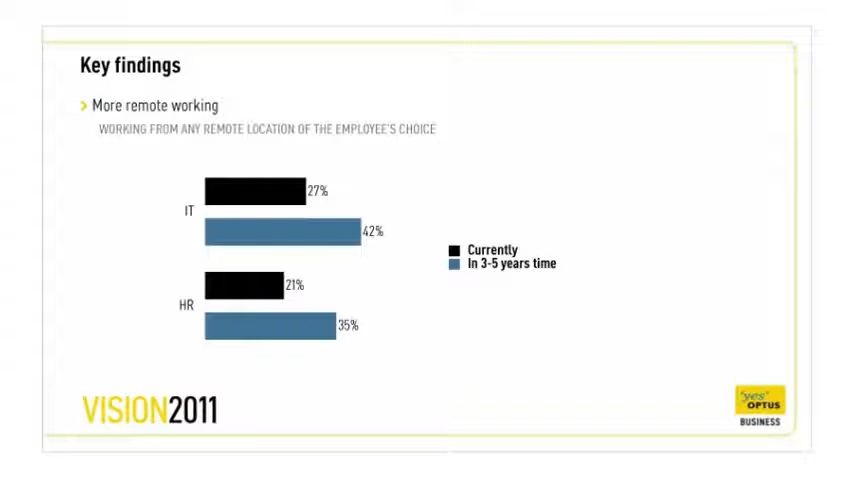 Key findings
More remote working
WORKING FROM ANY REMOTE LOCATION OF THE EMPLOYEE'S CHOICE
27%
IT
42%
Currently
In 3-5 years time
21%
HR
35%
VISION2011
'yes'
OPTUS
BUSINESS